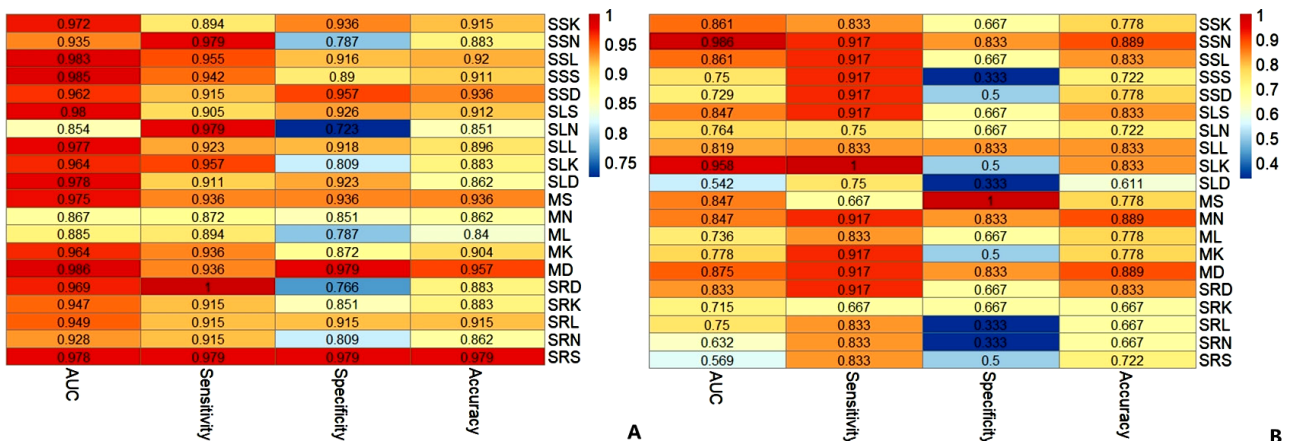 0.972 0.894 0.936 0.915 SSK
0.935 0.979 0.787 0.883 SSN
0.983 0.955 0.916 0.92 SSL
0.985 0.942 0.89 0.911 SSS
0.962 0.915 0.957 0.936 SSD
0.98 0.905 0.926 0.912 SLS
0.854 0.979 0.723 0.851 SLN
0.977 0.923 0.918 0.896 SLL
0.964 0.957 0.809 0.883 SLK
0.978 0.911 0.923 0.862 SLD
0.975 0.936 0.936 0.936 MS
0.867 0.872 0.851 0.862 MN
0.885 0.894 0.787 0.84 ML
0.964 0.936 0.872 0.904 MK
0.986 0.936 0.979 0.957 MD
0.969 1 0.766 0.883 SRD
0.947 0.915 0.851 0.883 SRK
0.949 0.915 0.915 0.915 SRL
0.928 0.915 0.809 0.862 SRN
0.978 0.979 0.979 0.979 SRS
AUC Sensitivity Specificity Accuracy
1
0.95
0.9
0.85
0.8
0.75
A
0.861 0.833 0.667 0.778 SSK
0.986 0.917 0.833 0.889 SSN
0.861 0.917 0.667 0.833 SSL
0.75 0.917 0.333 0.722 SSS
0.729 0.917 0.5 0.778 SSD
0.847 0.917 0.667 0.833 SLS
0.764 0.75 0.667 0.722 SLN
0.819 0.833 0.833 0.833 SLL
0.958 1 0.5 0.833 SLK
0.542 0.75 0.333 0.611 SLD
0.847 0.667 1 0.778 MS
0.847 0.917 0.833 0.889 MN
0.736 0.833 0.667 0.778 ML
0.778 0.917 0.5 0.778 MK
0.875 0.917 0.833 0.889 MD
0.833 0.917 0.667 0.833 SRD
0.715 0.667 0.667 0.667 SRK
0.75 0.833 0.333 0.667 SRL
0.632 0.833 0.333 0.667 SRN
0.569 0.833 0.5 0.722 SRS
AUC Sensitivity Specificity Accuracy
1
0.9
0.8
0.7
0.6
0.5
0.4
B